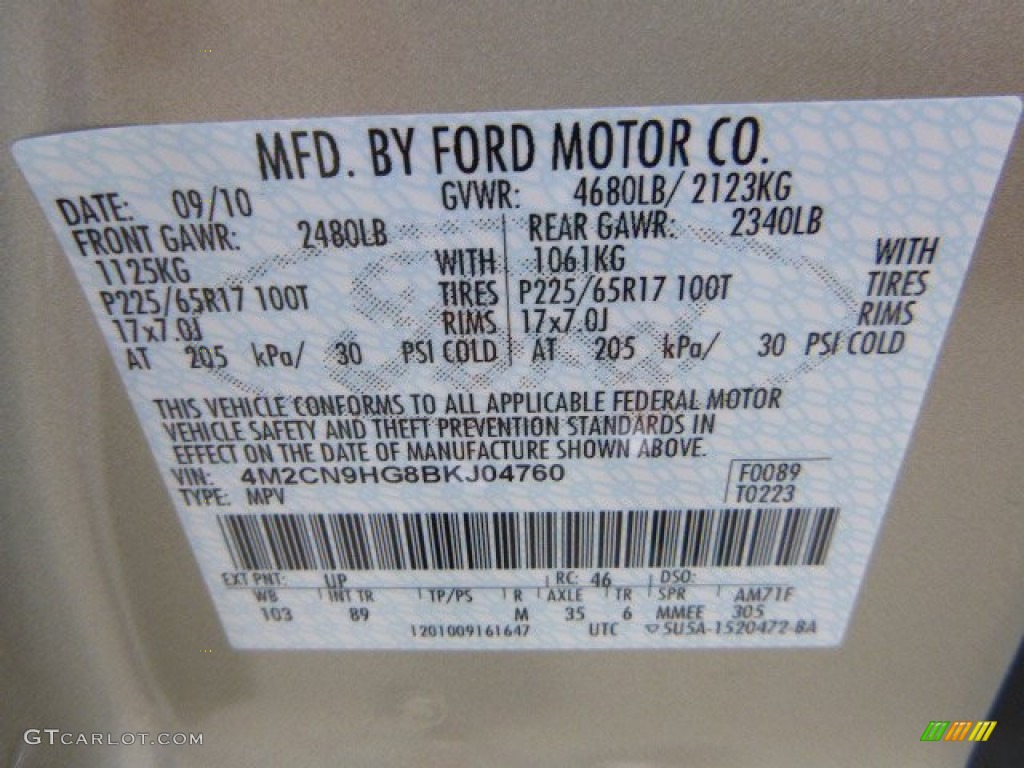 MFD. BY FORD MOTOR CO.
DATE: 09/10 GVWR: 4680LB/ 2123KG
FRONT GAWR: 2480LB REAR GAWR: 2340LB
1125KG WITH 1061KG WITH
P225/65R17 100T TIRES P225/65R17 100T TIRES
17x7.0J RIMS 17x7.0J RIMS
AT 205 kPa/ 30 PSI COLD AT 205 kPa/ 30 PSI COLD
THIS VEHICLE CONFORMS TO ALL APPLICABLE FEDERAL MOTOR
VEHICLE SAFETY AND THEFT PREVENTION STANDARDS IN
EFFECT ON THE DATE OF MANUFACTURE SHOWN ABOVE.
VIN: 4M2CN9HG8BKJ04760 F0089
TYPE: MPV T0223
EXT PNT: UP RC: 46 DSO:
WB INT TR TP/PS R AXLE TR SPR AM71F
103 89 M 35 6 MMEE 305
1201009161647 UTC ▽5U5A-1520472-BA
GTCARLOT.COM